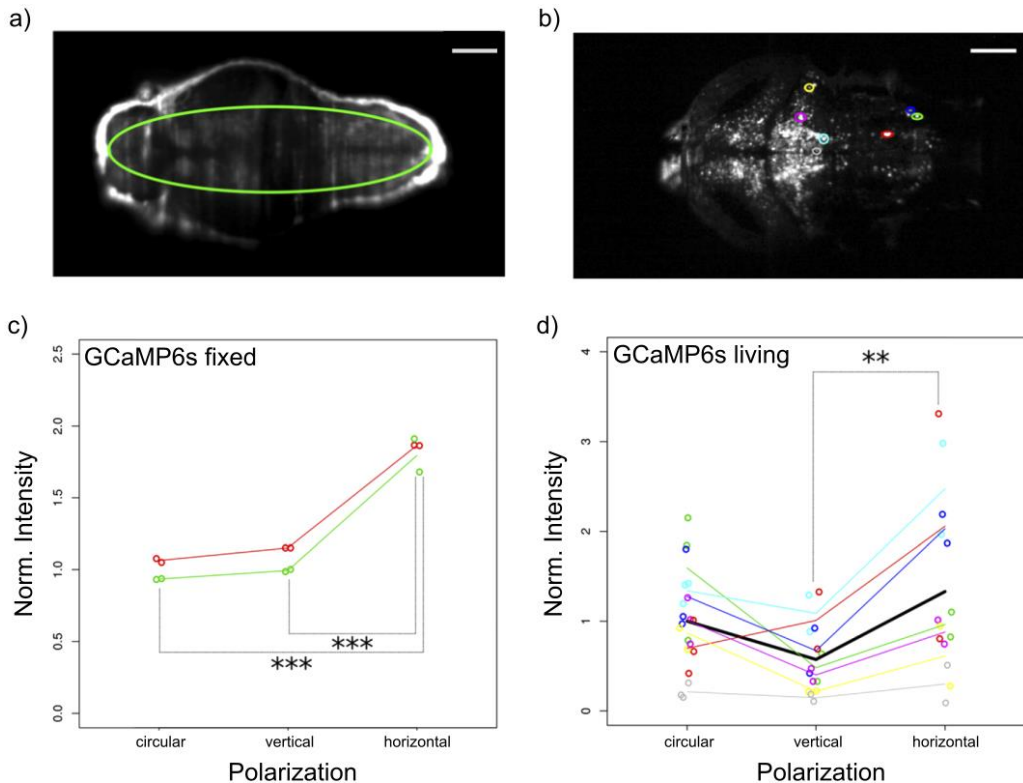 a)
b)
c)
GCaMP6s fixed
Norm. Intensity
2.5
2.0
1.5
1.0
0.5
0.0
***
***
circular vertical horizontal
Polarization
d)
GCaMP6s living
**
Norm. Intensity
4
3
2
1
0
circular vertical horizontal
Polarization